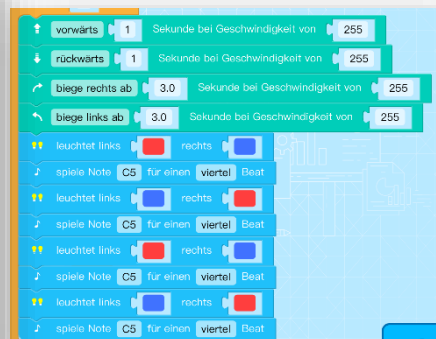 vorwärts 1 Sekunde bei Geschwindigkeit von 255
rückwärts 1 Sekunde bei Geschwindigkeit von 255
biege rechts ab 3.0 Sekunde bei Geschwindigkeit von 255
biege links ab 3.0 Sekunde bei Geschwindigkeit von 255
leuchtet links rechts
spiele Note C5 für einen viertel Beat
leuchtet links rechts
spiele Note C5 für einen viertel Beat
leuchtet links rechts
spiele Note C5 für einen viertel Beat
leuchtet links rechts
spiele Note C5 für einen viertel Beat